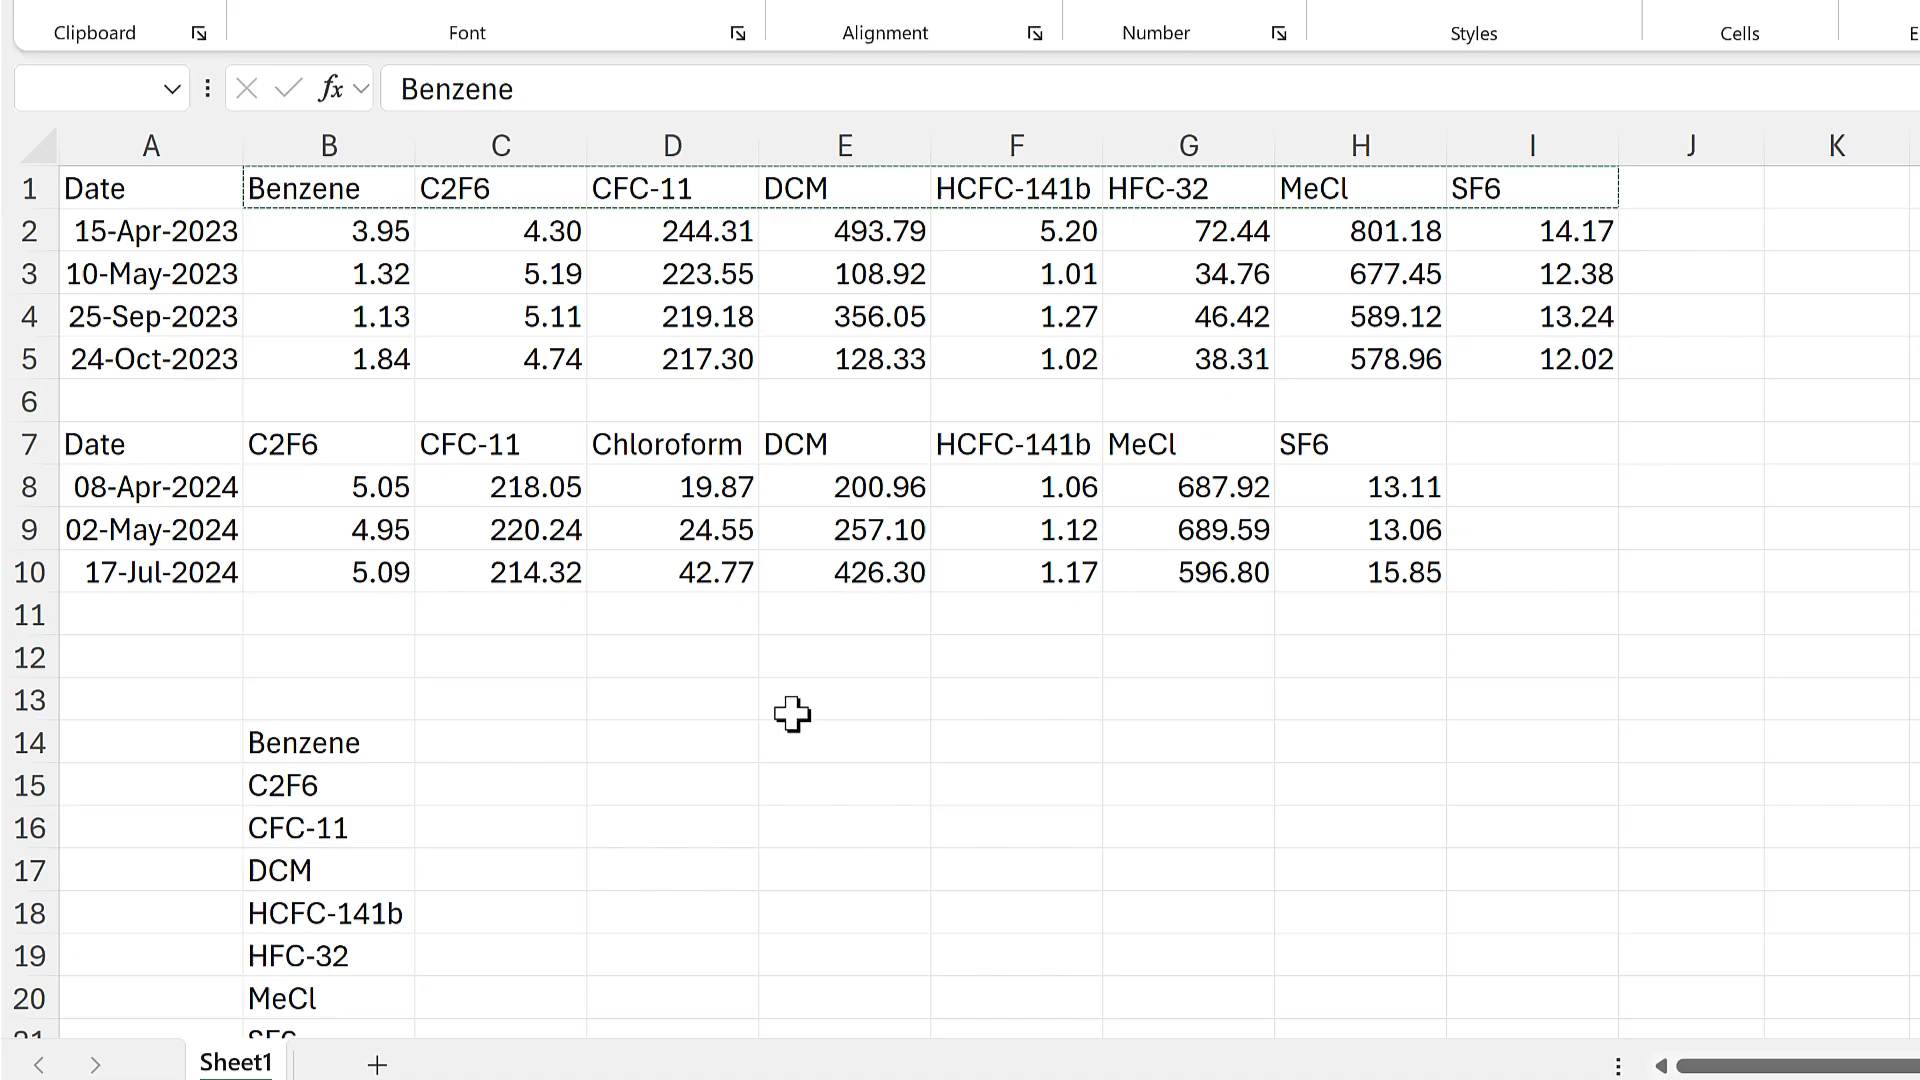 Clipboard Font Alignment Number Styles Cells
fx Benzene
A B C D E F G H I J K
1 Date Benzene C2F6 CFC-11 DCM HCFC-141b HFC-32 MeCl SF6
2 15-Apr-2023 3.95 4.30 244.31 493.79 5.20 72.44 801.18 14.17
3 10-May-2023 1.32 5.19 223.55 108.92 1.01 34.76 677.45 12.38
4 25-Sep-2023 1.13 5.11 219.18 356.05 1.27 46.42 589.12 13.24
5 24-Oct-2023 1.84 4.74 217.30 128.33 1.02 38.31 578.96 12.02
6
7 Date C2F6 CFC-11 Chloroform DCM HCFC-141b MeCl SF6
8 08-Apr-2024 5.05 218.05 19.87 200.96 1.06 687.92 13.11
9 02-May-2024 4.95 220.24 24.55 257.10 1.12 689.59 13.06
10 17-Jul-2024 5.09 214.32 42.77 426.30 1.17 596.80 15.85
11
12
13
14 Benzene
15 C2F6
16 CFC-11
17 DCM
18 HCFC-141b
19 HFC-32
20 MeCl
21 SF6
Sheet1